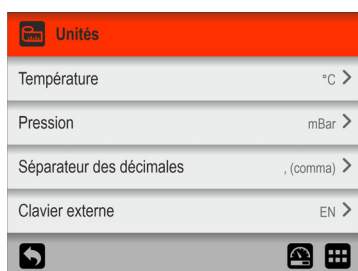 Unités
Température °C >
Pression mBar >
Séparateur des décimales , (comma) >
Clavier externe EN >